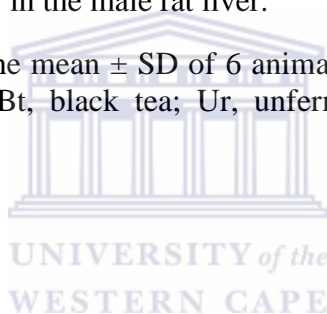 in the male rat liver.
he mean ± SD of 6 anima
Bt, black tea; Ur, unferr
UNIVERSITY of the
WESTERN CAPE